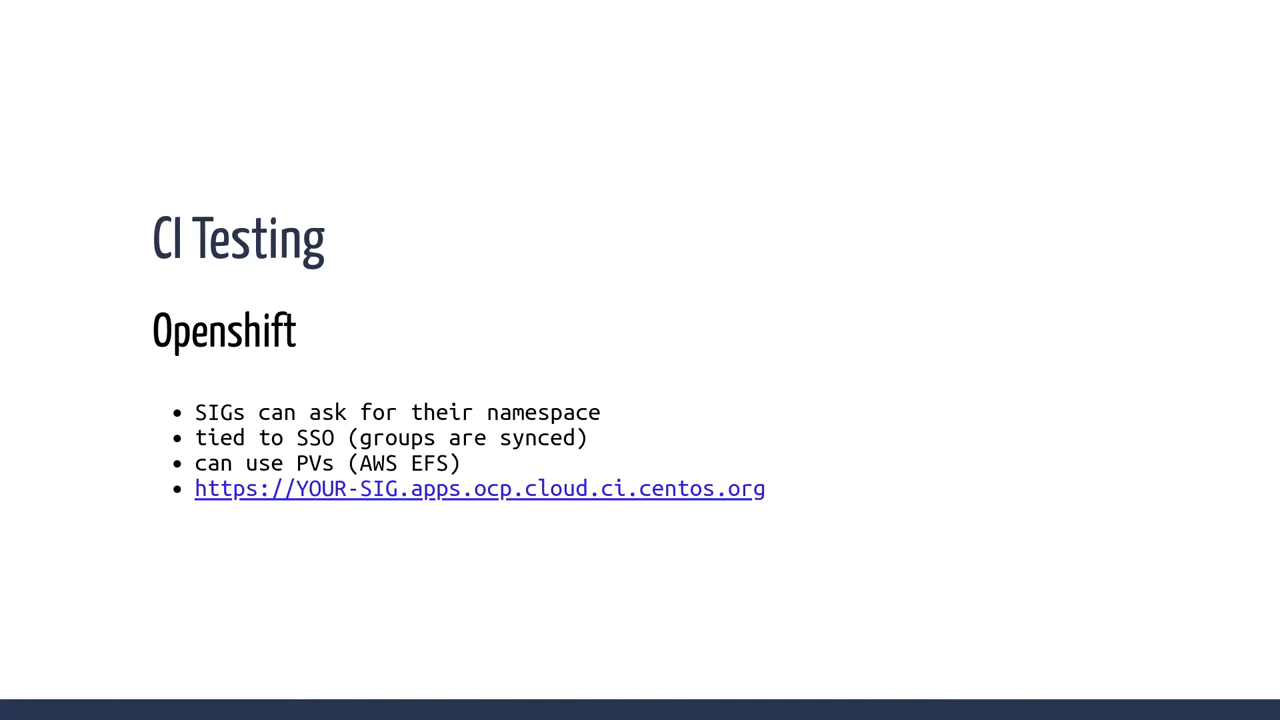 CI Testing
Openshift
• SIGs can ask for their namespace
• tied to SSO (groups are synced)
• can use PVs (AWS EFS)
• https://YOUR-SIG.apps.ocp.cloud.ci.centos.org